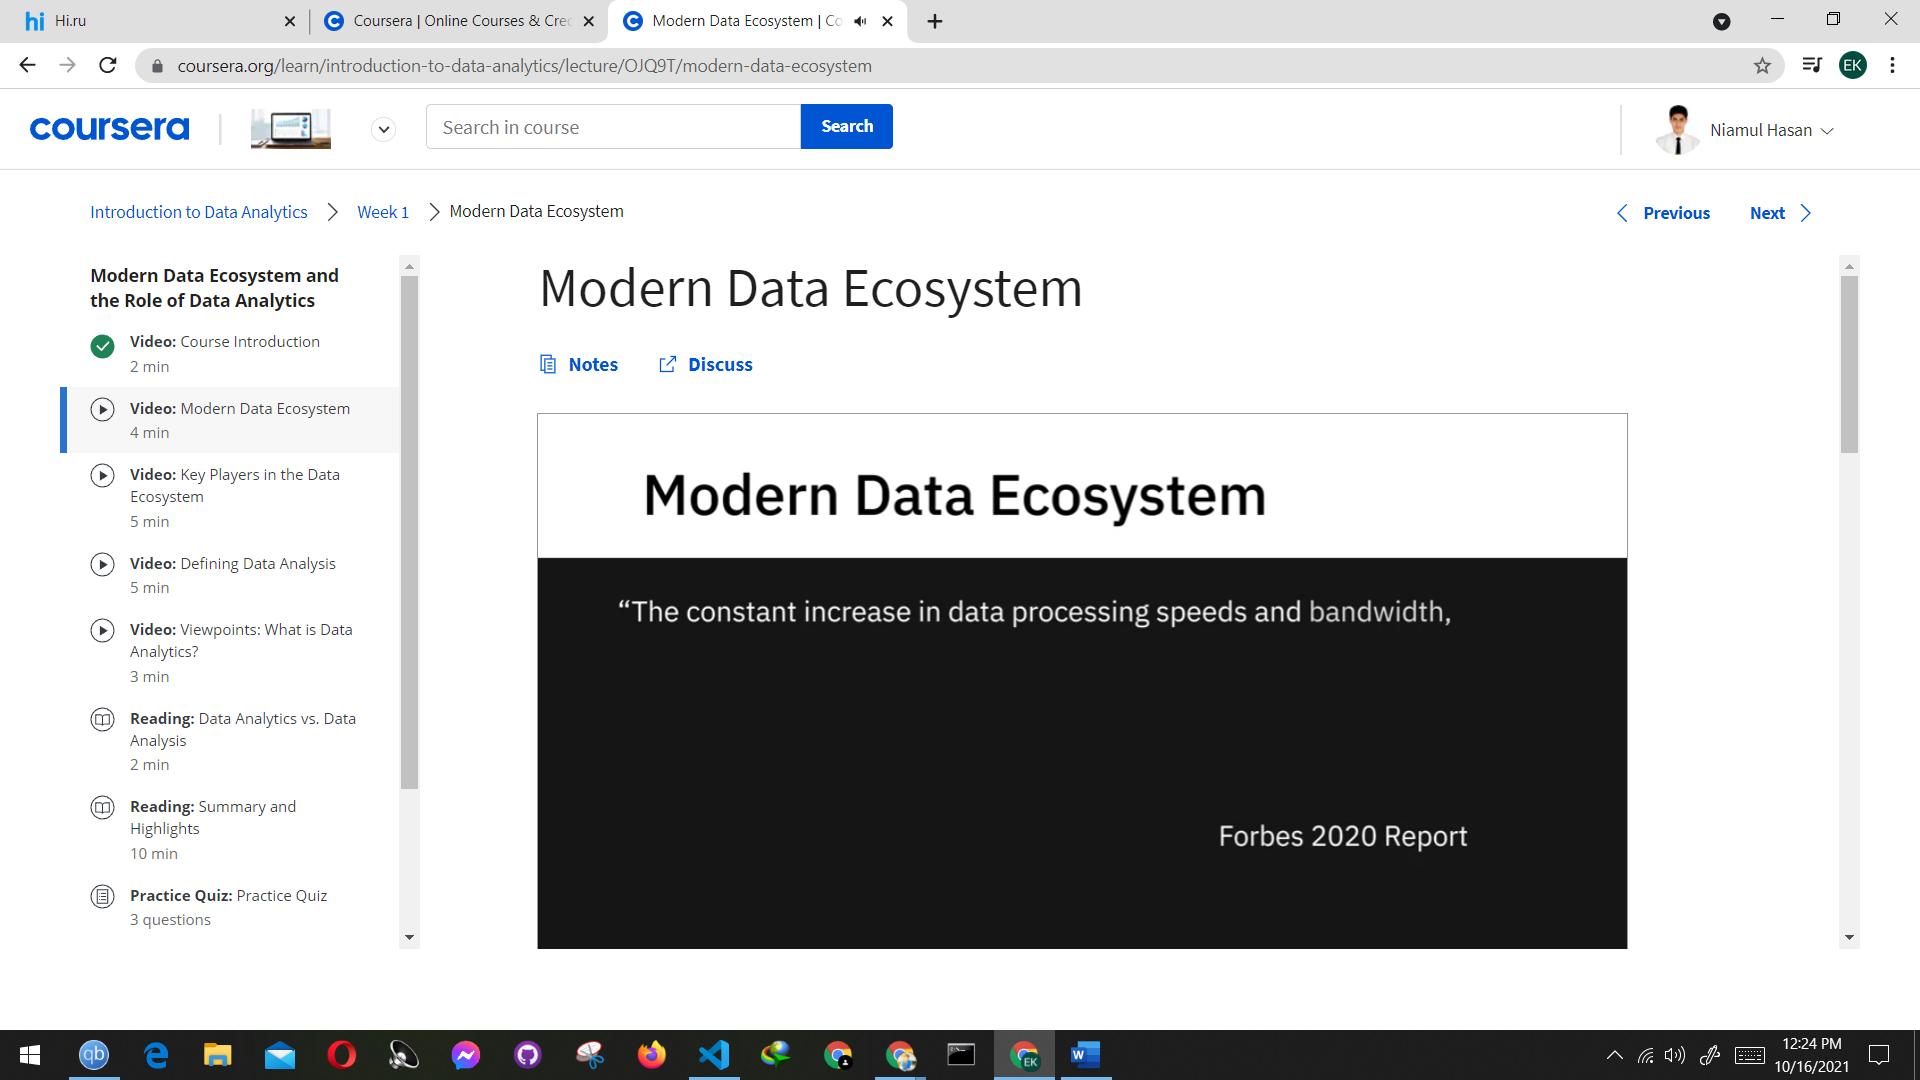 hi Hi.ru
Coursera | Online Courses & Cre
Modern Data Ecosystem | Co
coursera.org/learn/introduction-to-data-analytics/lecture/OJQ9T/modern-data-ecosystem
EK
coursera
Search in course
Search
Niamul Hasan
Introduction to Data Analytics
Week 1
Modern Data Ecosystem
Previous
Next
Modern Data Ecosystem and
the Role of Data Analytics
Video: Course Introduction
2 min
Video: Modern Data Ecosystem
4 min
Video: Key Players in the Data
Ecosystem
5 min
Video: Defining Data Analysis
5 min
Video: Viewpoints: What is Data
Analytics?
3 min
Reading: Data Analytics vs. Data
Analysis
2 min
Reading: Summary and
Highlights
10 min
Practice Quiz: Practice Quiz
3 questions
Modern Data Ecosystem
Notes
Discuss
Modern Data Ecosystem
“The constant increase in data processing speeds and bandwidth,
Forbes 2020 Report
qb
EK
W
12:24 PM
10/16/2021